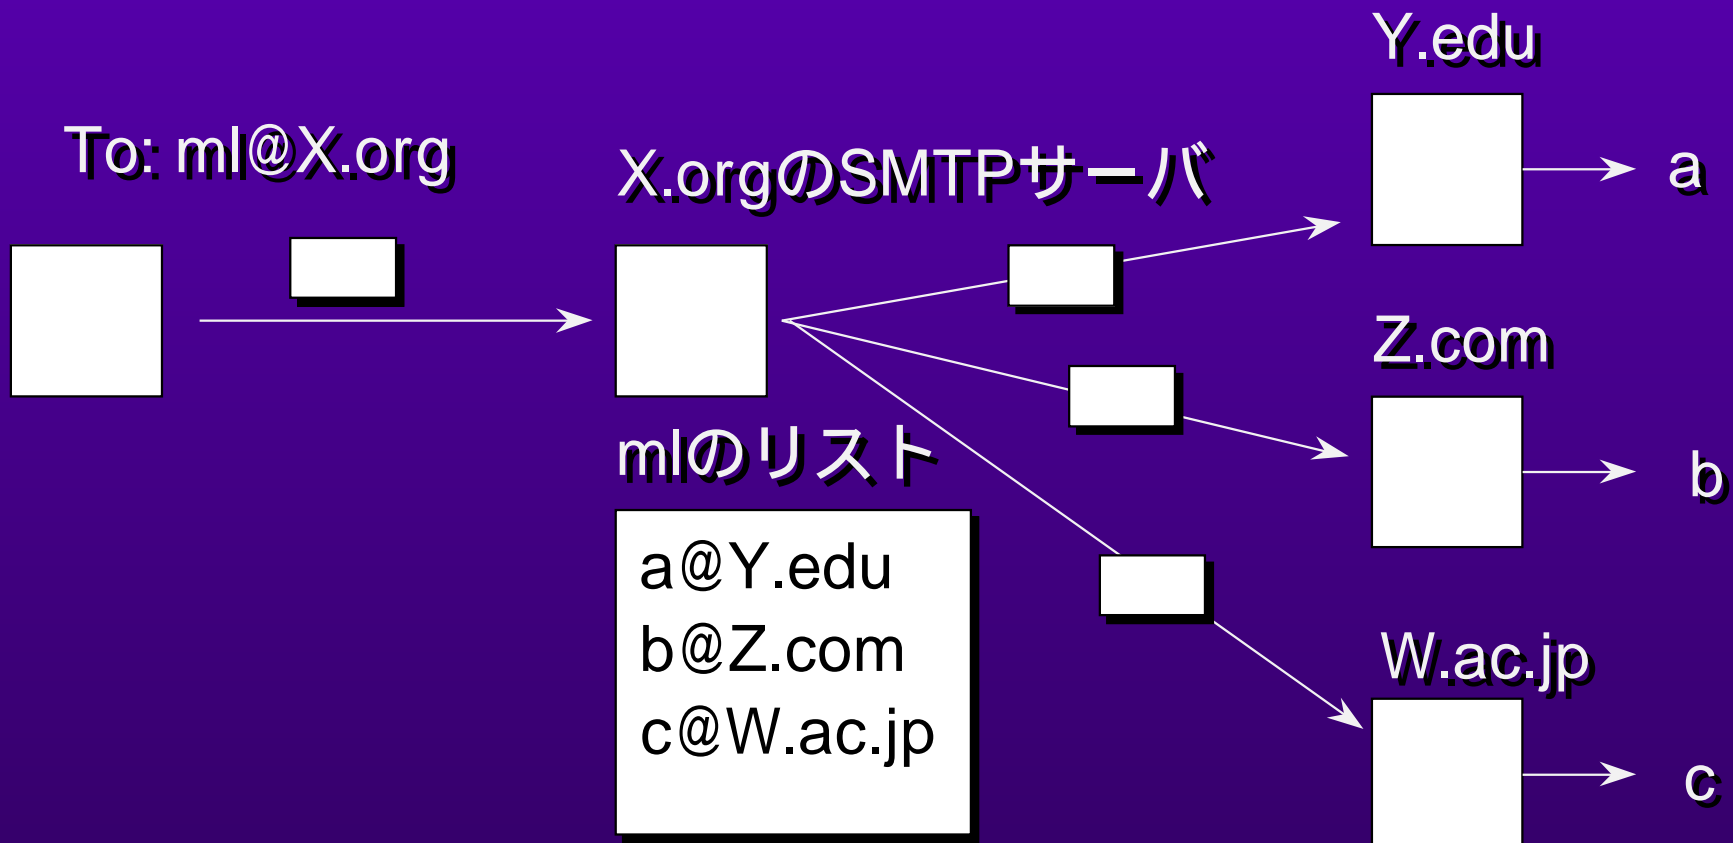 To: ml@X.org
X.orgのSMTPサーバ
mlのリスト
a@Y.edu
b@Z.com
c@W.ac.jp
Y.edu
a
Z.com
b
W.ac.jp
c